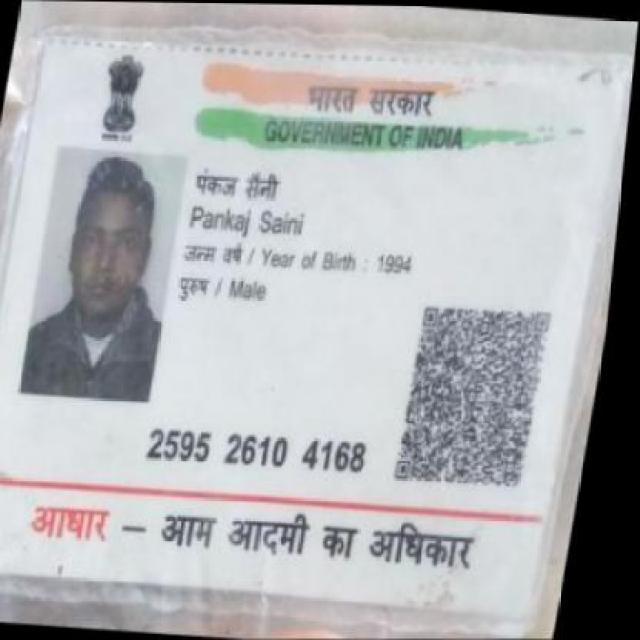 भारत सरकार
GOVERNMENT OF INDIA
पंकज सैनी
Pankaj Saini
जन्म वर्ष / Year of Birth : 1994
पुरुष / Male
2595 2610 4168
आधार – आम आदमी का अधिकार